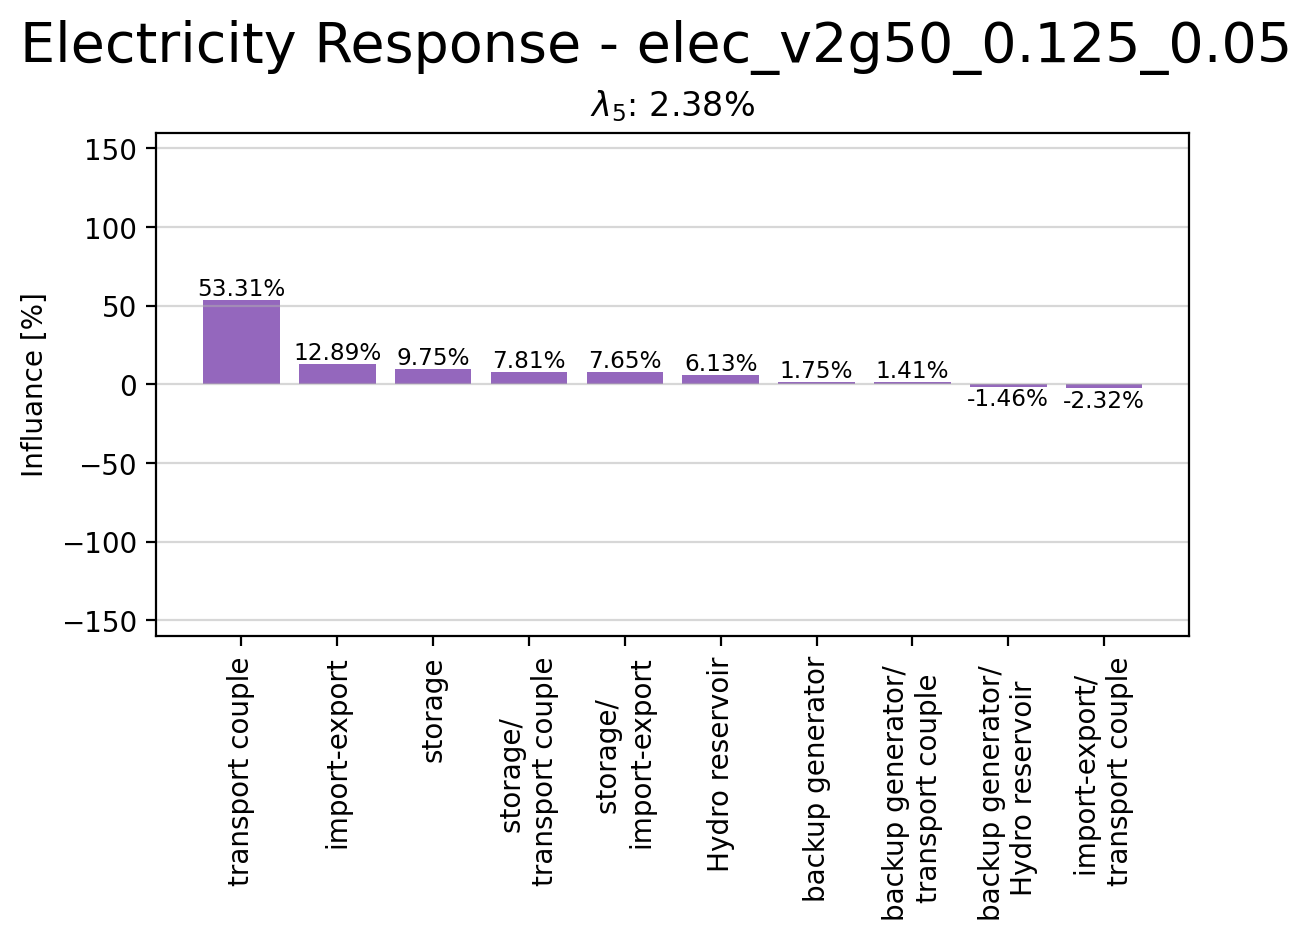 Electricity Response - elec_v2g50_0.125_0.05
λ5: 2.38%
Influance [%]
150
100
50
0
−50
−100
−150
53.31%
12.89%
9.75%
7.81%
7.65%
6.13%
1.75%
1.41%
-1.46%
-2.32%
transport couple
import-export
storage
storage/
transport couple
storage/
import-export
Hydro reservoir
backup generator
backup generator/
transport couple
backup generator/
Hydro reservoir
import-export/
transport couple